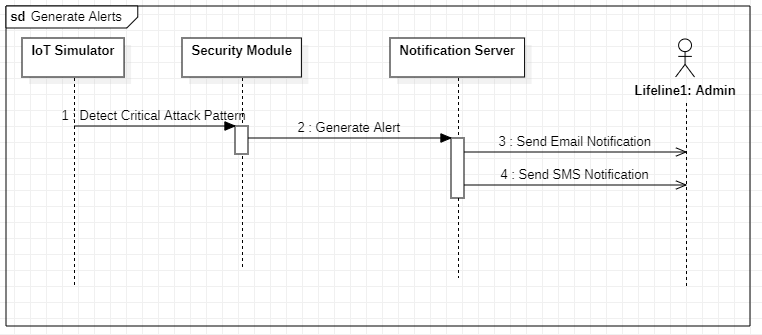 sd Generate Alerts
IoT Simulator
Security Module
Notification Server
Lifeline1: Admin
1 Detect Critical Attack Pattern
2 : Generate Alert
3 : Send Email Notification
4 : Send SMS Notification